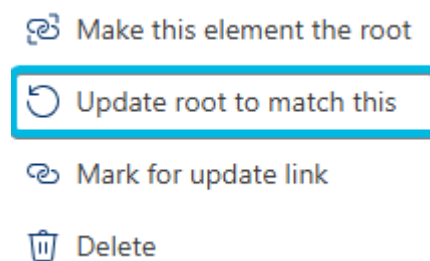 Make this element the root
Update root to match this
Mark for update link
Delete